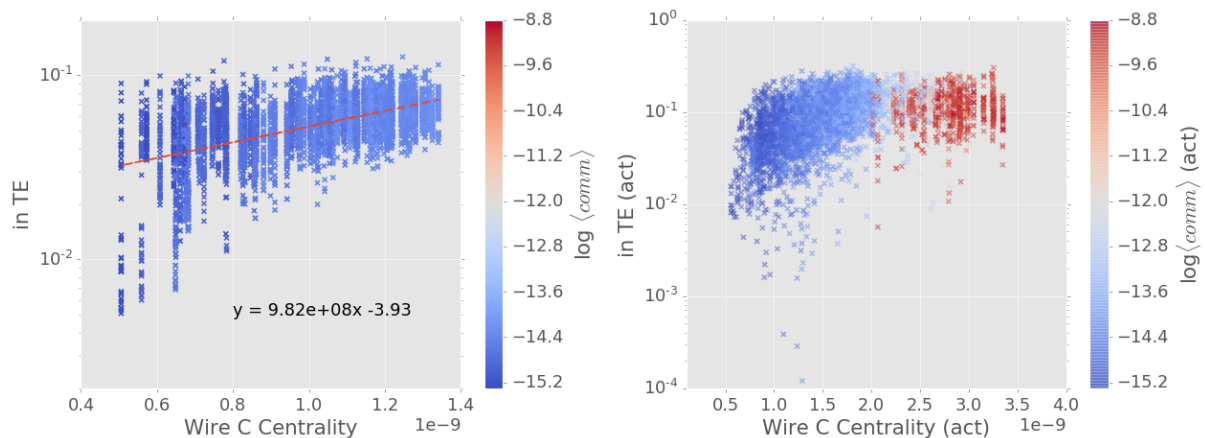 10^-1
10^-2
in TE
y = 9.82e+08x -3.93
0.4 0.6 0.8 1.0 1.2 1.4
1e−9
Wire C Centrality
−8.8
−9.6
−10.4
−11.2
−12.0
−12.8
−13.6
−14.4
−15.2
log ⟨comm⟩
10^0
10^-1
10^-2
10^-3
10^-4
in TE (act)
0.5 1.0 1.5 2.0 2.5 3.0 3.5 4.0
1e−9
Wire C Centrality (act)
−8.8
−9.6
−10.4
−11.2
−12.0
−12.8
−13.6
−14.4
−15.2
log⟨comm⟩ (act)